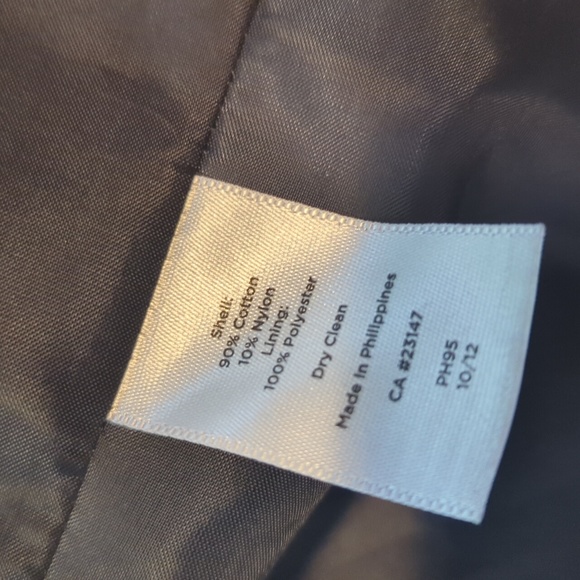 Shell:
90% Cotton
10% Nylon
Lining:
100% Polyester
Dry Clean
Made in Philippines
CA #23147
PH95
10/12